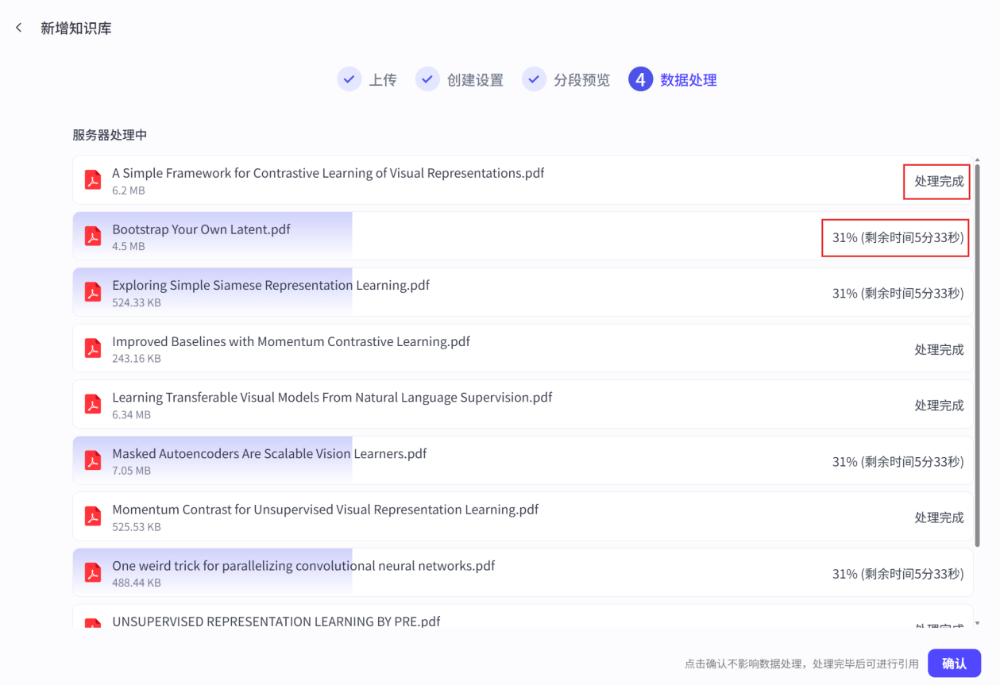 新增知识库
上传 创建设置 分段预览 4 数据处理
服务器处理中
A Simple Framework for Contrastive Learning of Visual Representations.pdf
6.2 MB
处理完成
Bootstrap Your Own Latent.pdf
4.5 MB
31% (剩余时间5分33秒)
Exploring Simple Siamese Representation Learning.pdf
524.33 KB
31% (剩余时间5分33秒)
Improved Baselines with Momentum Contrastive Learning.pdf
243.16 KB
处理完成
Learning Transferable Visual Models From Natural Language Supervision.pdf
6.34 MB
处理完成
Masked Autoencoders Are Scalable Vision Learners.pdf
7.05 MB
31% (剩余时间5分33秒)
Momentum Contrast for Unsupervised Visual Representation Learning.pdf
525.53 KB
处理完成
One weird trick for parallelizing convolutional neural networks.pdf
488.44 KB
31% (剩余时间5分33秒)
UNSUPERVISED REPRESENTATION LEARNING BY PRE.pdf
处理完成
点击确认不影响数据处理，处理完毕后可进行引用
确认